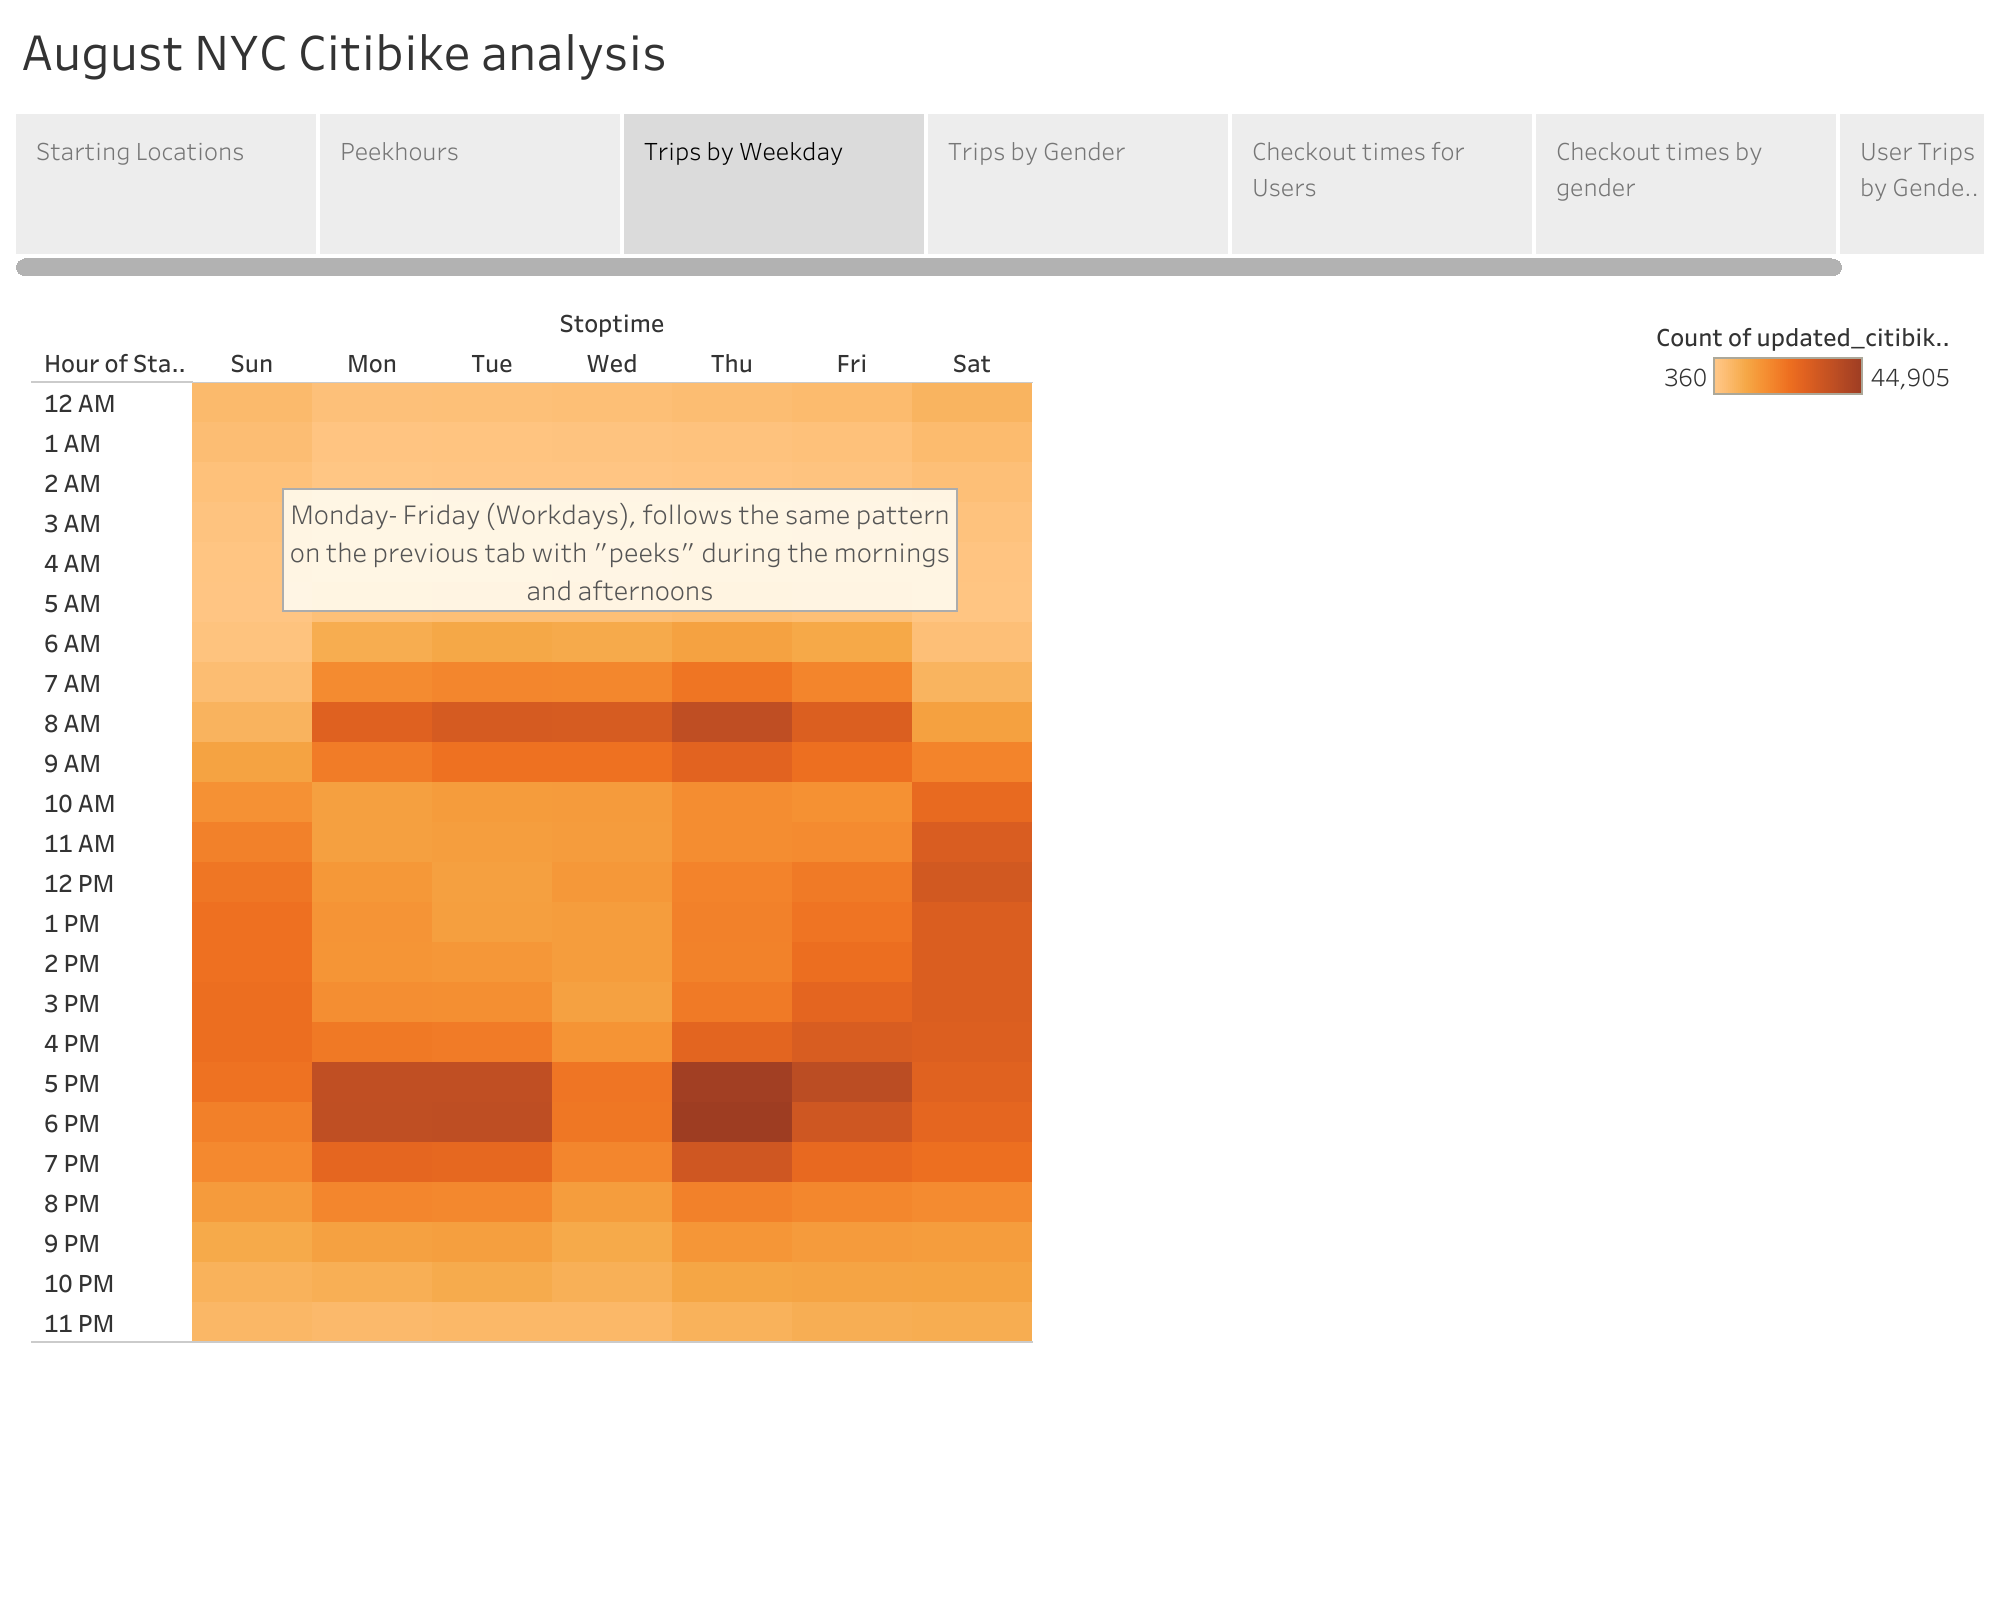 August NYC Citibike analysis
Starting Locations
Peekhours
Trips by Weekday
Trips by Gender
Checkout times for
Users
Checkout times by
gender
User Trips
by Gende..
Stoptime
Hour of Sta.. Sun Mon Tue Wed Thu Fri Sat
Count of updated_citibik..
360 44,905
12 AM
1 AM
2 AM
3 AM
4 AM
5 AM
6 AM
7 AM
8 AM
9 AM
10 AM
11 AM
12 PM
1 PM
2 PM
3 PM
4 PM
5 PM
6 PM
7 PM
8 PM
9 PM
10 PM
11 PM
Monday- Friday (Workdays), follows the same pattern
on the previous tab with "peeks" during the mornings
and afternoons